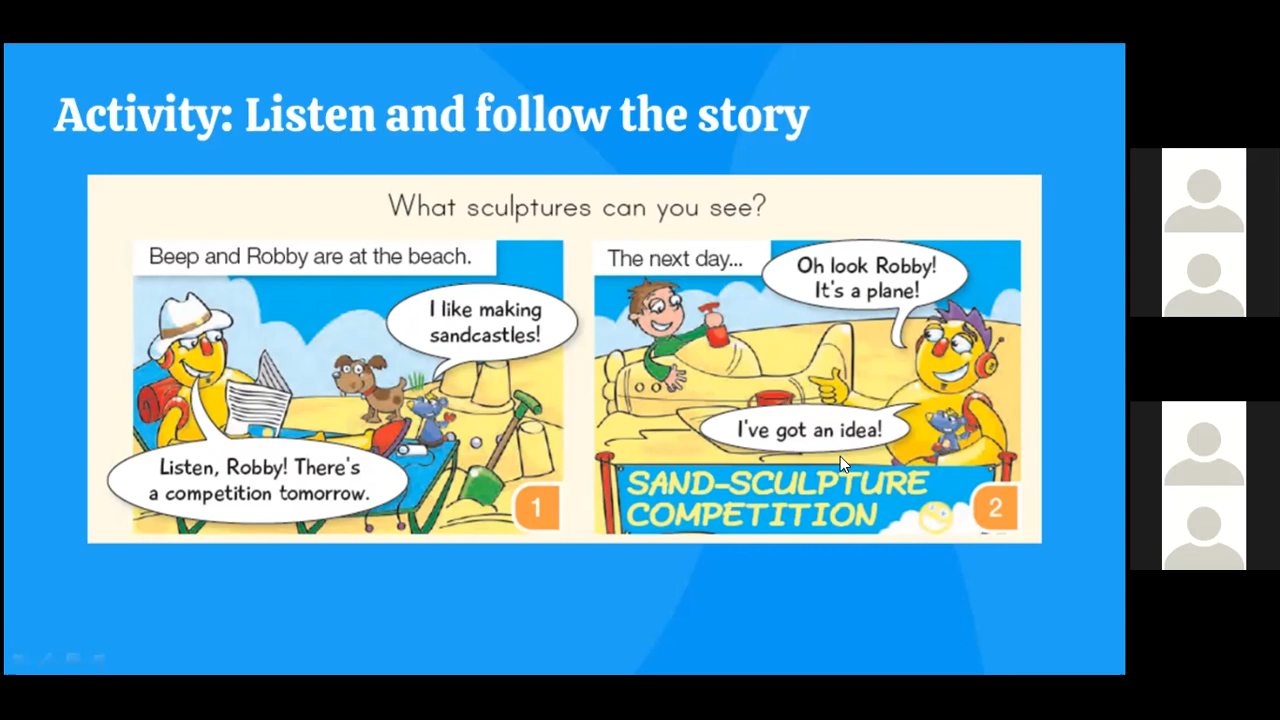 Activity: Listen and follow the story
What sculptures can you see?
Beep and Robby are at the beach.
I like making
sandcastles!
Listen, Robby! There's
a competition tomorrow.
1
The next day...
Oh look Robby!
It's a plane!
I've got an idea!
SAND-SCULPTURE
COMPETITION
2